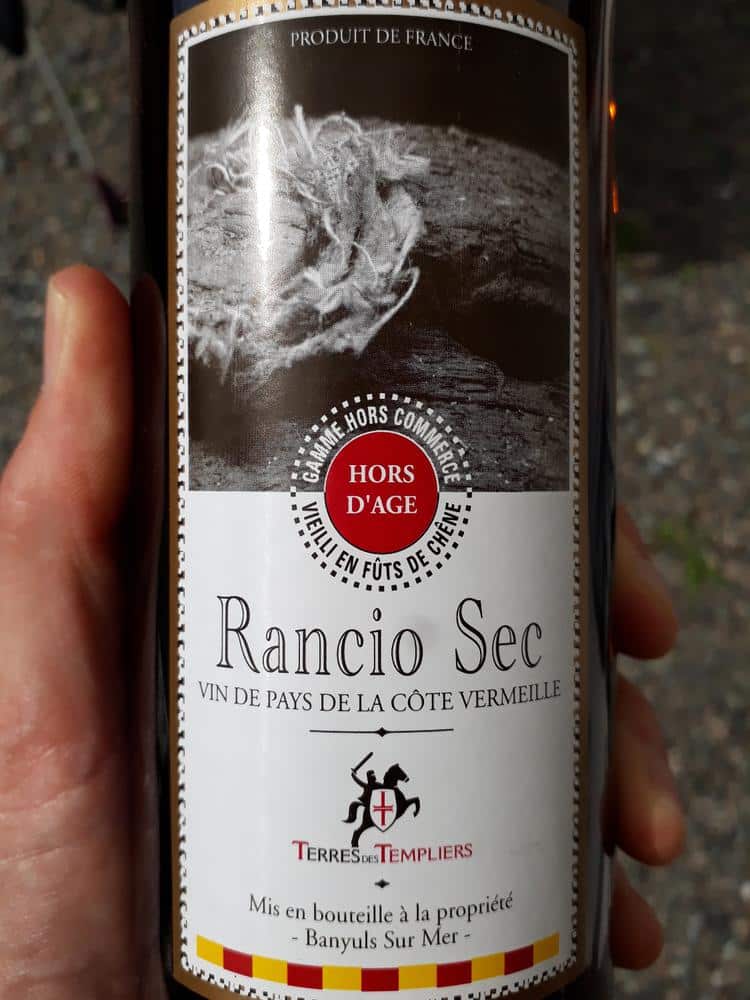 PRODUIT DE FRANCE
GAMME HORS COMMERCE
HORS
D'AGE
VIEILLI EN FÛTS DE CHÊNE
Rancio Sec
VIN DE PAYS DE LA CÔTE VERMEILLE
TERRES DES TEMPLIERS
Mis en bouteille à la propriété
- Banyuls Sur Mer -